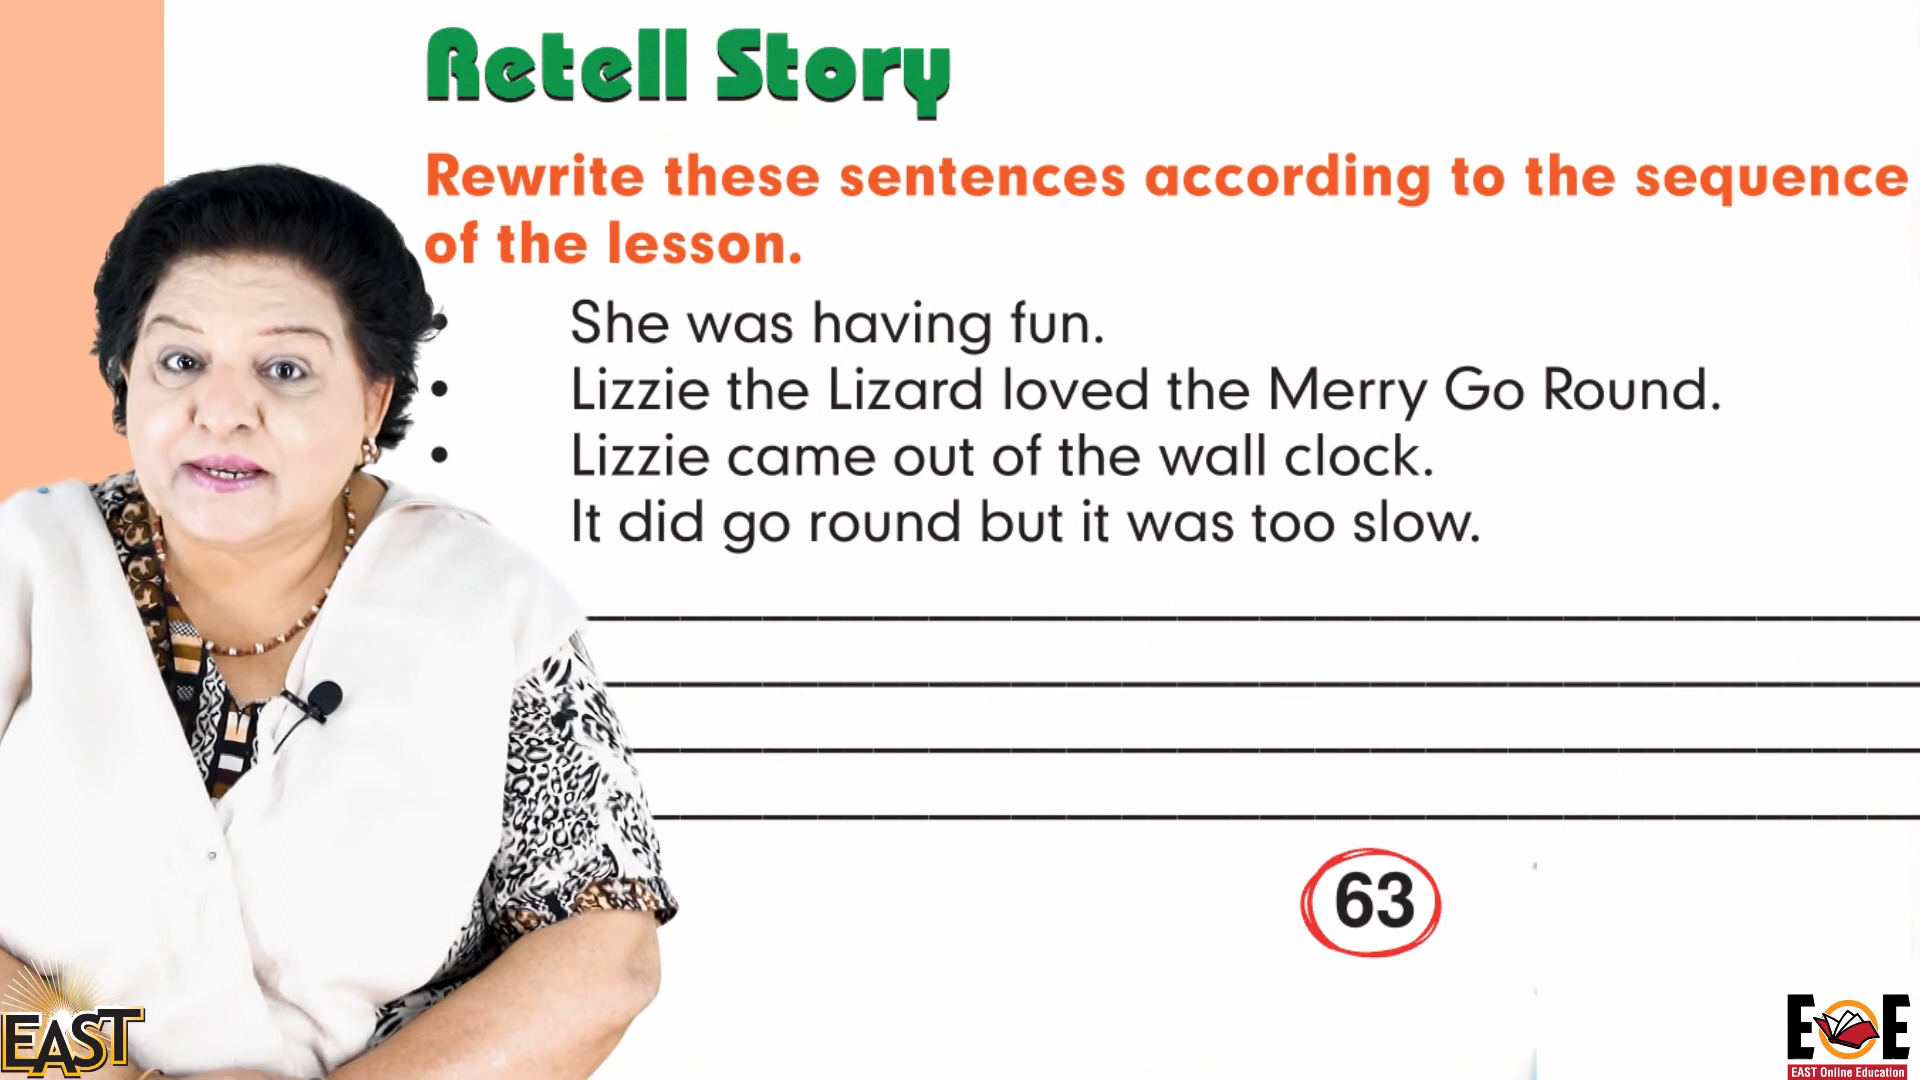 Retell Story
Rewrite these sentences according to the sequence
of the lesson.
• She was having fun.
• Lizzie the Lizard loved the Merry Go Round.
• Lizzie came out of the wall clock.
It did go round but it was too slow.
63
EAST
EOE
EAST Online Education